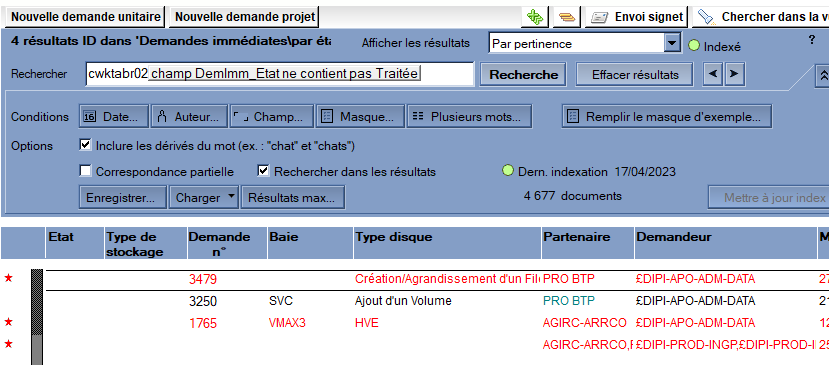 Nouvelle demande unitaire Nouvelle demande projet Envoi signet Chercher dans la v
4 résultats ID dans 'Demandes immédiates\par éta Afficher les résultats Par pertinence Indexé ?
Rechercher cwktabr02 champ DemImm_Etat ne contient pas Traitée Recherche Effacer résultats
Conditions 16 Date... Auteur... Champ... Masque... Plusieurs mots... Remplir le masque d'exemple...
Options Inclure les dérivés du mot (ex. : "chat" et "chats")
Correspondance partielle Rechercher dans les résultats Dern. indexation 17/04/2023
Enregistrer... Charger Résultats max... 4 677 documents Mettre à jour index
Etat Type de stockage Demande n° Baie Type disque Partenaire Demandeur M
3479 Création/Agrandissement d'un File PRO BTP £DIPI-APO-ADM-DATA 27
3250 SVC Ajout d'un Volume PRO BTP £DIPI-APO-ADM-DATA 21
1765 VMAX3 HVE AGIRC-ARRCO £DIPI-APO-ADM-DATA 12
AGIRC-ARRCO,F £DIPI-PROD-INGP,£DIPI-PROD-I 25